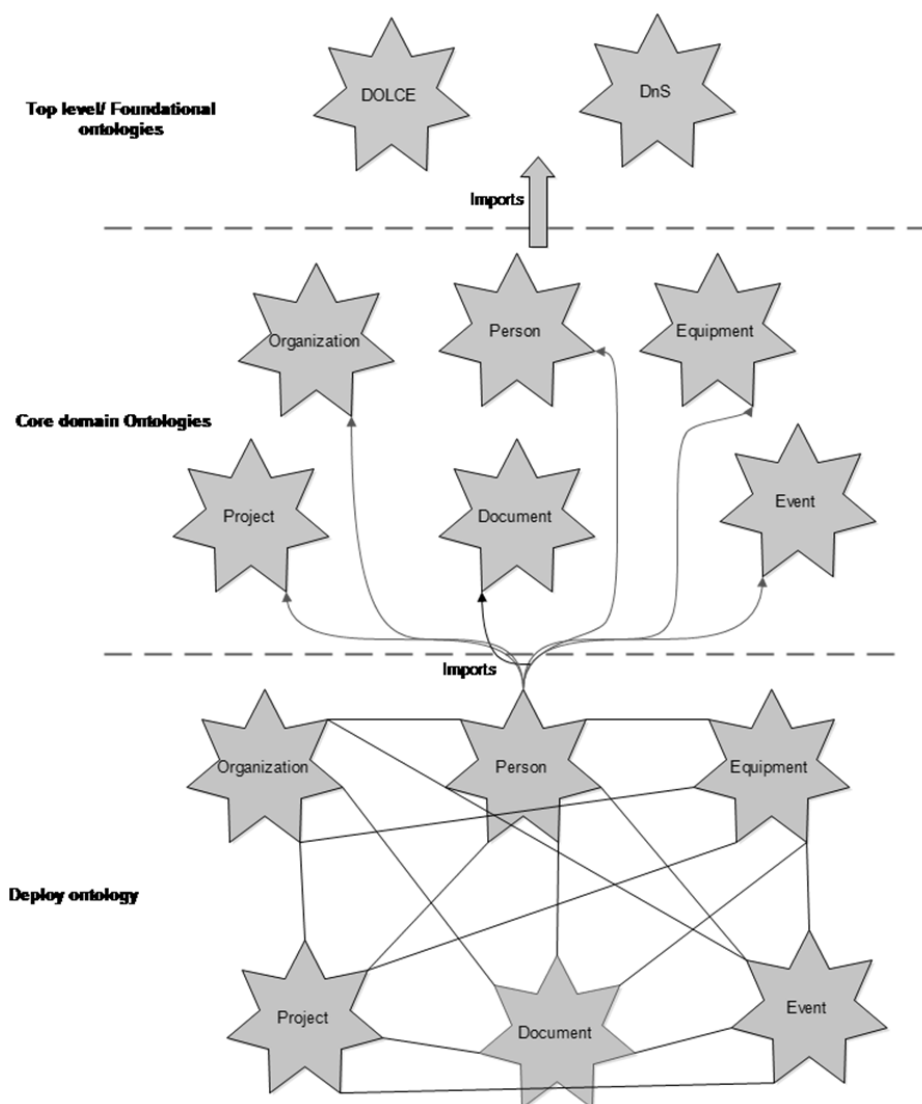 DOLCE
DnS
Top level/ Foundational
ontologies
Imports
Organization
Person
Equipment
Core domain Ontologies
Project
Document
Event
Imports
Organization
Person
Equipment
Deploy ontology
Project
Document
Event